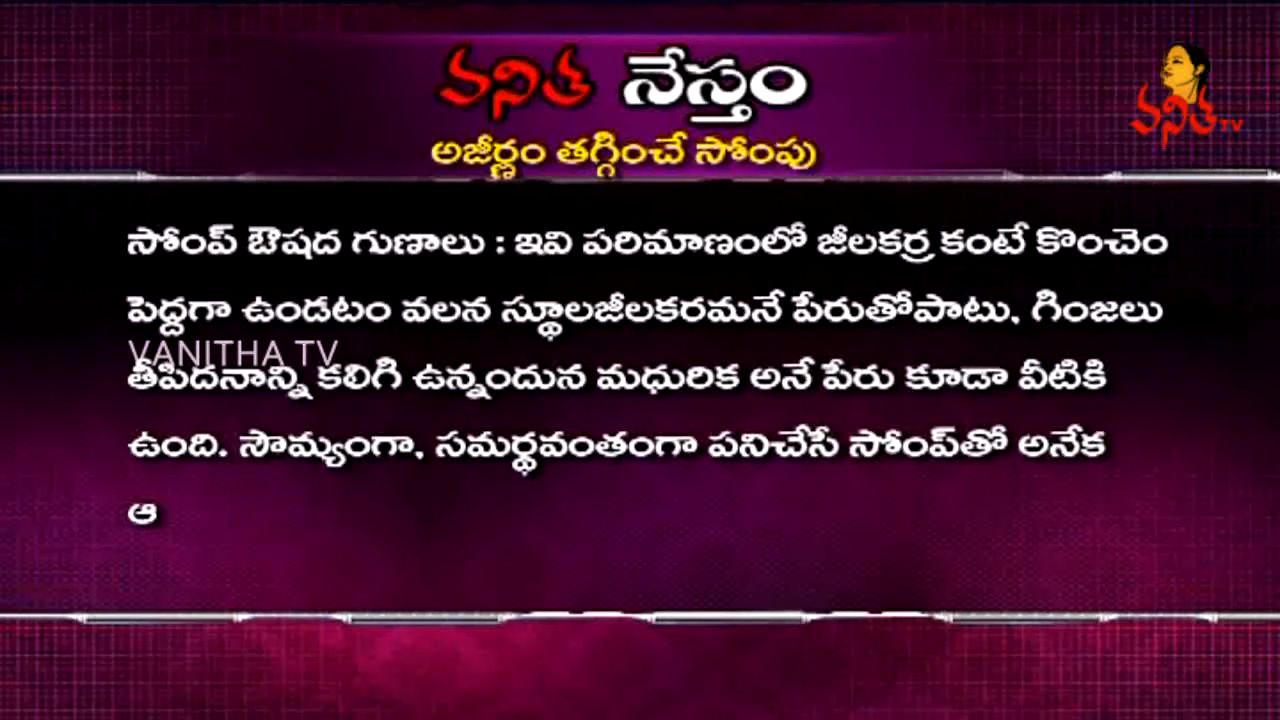 వనిత నేస్తం
వనిత TV
అజీర్ణం తగ్గించే సోంపు
సోంప్ ఔషద గుణాలు : ఇవి పరిమాణంలో జీలకర్ర కంటే కొంచెం
పెద్దగా ఉండటం వలన స్థూలజీలకరమనే పేరుతోపాటు, గింజలు
VANITHA TV
తీపిదనాన్ని కలిగి ఉన్నందున మధురిక అనే పేరు కూడా వీటికి
ఉంది. సౌమ్యంగా, సమర్థవంతంగా పనిచేసే సోంప్‌తో అనేక
ఆ